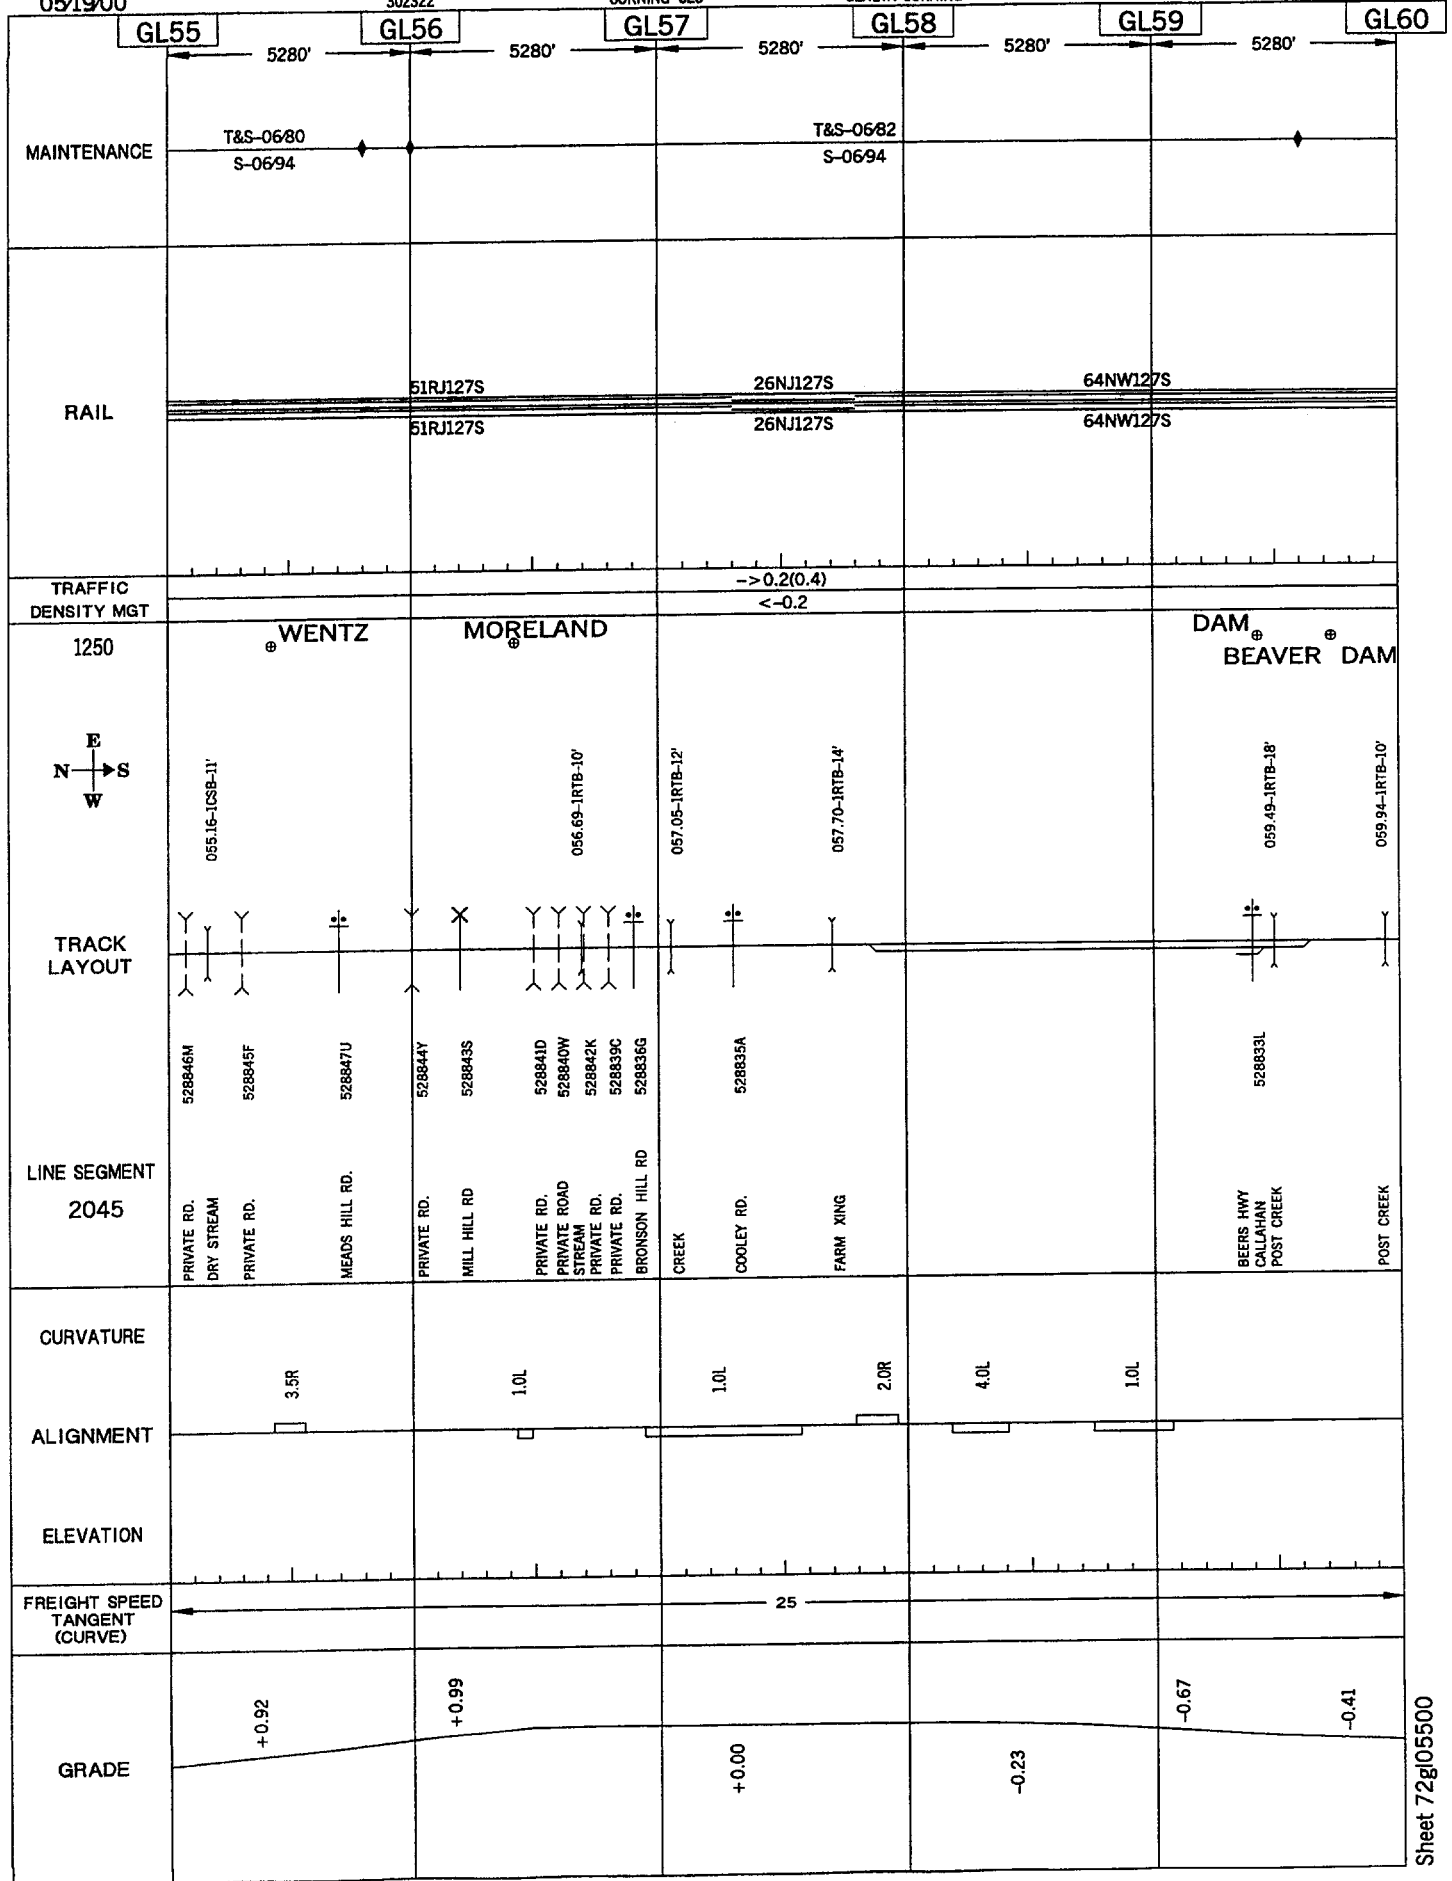 05/19/00
302322
GL55 GL56 GL57 GL58 GL59 GL60
5280' 5280' 5280' 5280' 5280'
MAINTENANCE
T&S-06/80 T&S-06/82
S-06/94 S-06/94
RAIL
51RJ127S 26NJ127S 64NW127S
51RJ127S 26NJ127S 64NW127S
TRAFFIC
DENSITY MGT
->0.2(0.4)
<-0.2
1250
WENTZ MORELAND DAM
BEAVER DAM
E
N S
W
055.16-1CSB-11'
056.69-1RTB-10'
057.05-1RTB-12'
057.70-1RTB-14'
059.49-1RTB-18'
059.94-1RTB-10'
TRACK
LAYOUT
528846M
528845F
528847U
528844Y
528843S
528841D
528840W
528842K
528839C
528836G
528835A
528833L
LINE SEGMENT
2045
PRIVATE RD.
DRY STREAM
PRIVATE RD.
MEADS HILL RD.
PRIVATE RD.
MILL HILL RD
PRIVATE RD.
PRIVATE ROAD
STREAM
PRIVATE RD.
PRIVATE RD.
BRONSON HILL RD
CREEK
COOLEY RD.
FARM XING
BEERS HWY
CALLAHAN
POST CREEK
POST CREEK
CURVATURE
3.5R
1.0L
1.0L
2.0R
4.0L
1.0L
ALIGNMENT
ELEVATION
FREIGHT SPEED
TANGENT
(CURVE)
25
GRADE
+0.92
+0.99
+0.00
-0.23
-0.67
-0.41
Sheet 72gl05500